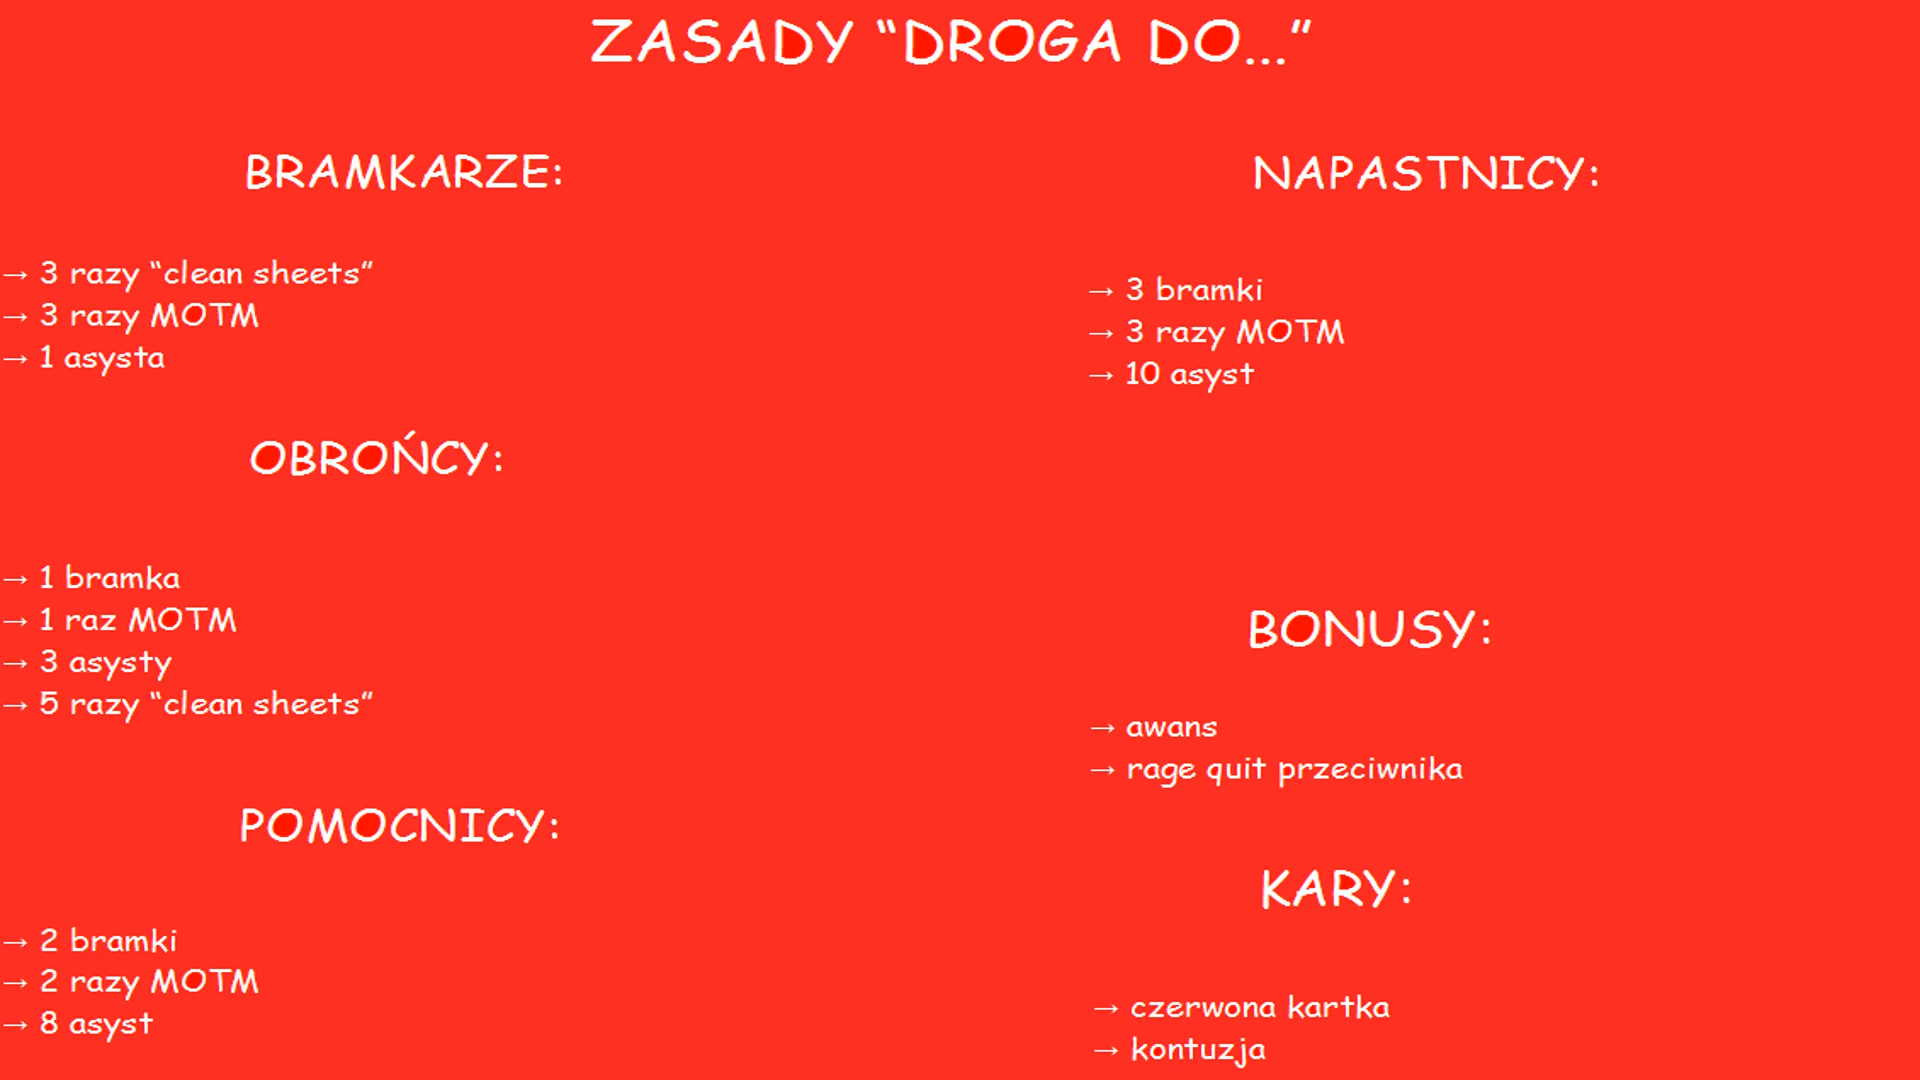 ZASADY “DROGA DO...”
BRAMKARZE:
→ 3 razy “clean sheets”
→ 3 razy MOTM
→ 1 asysta
OBROŃCY:
→ 1 bramka
→ 1 raz MOTM
→ 3 asysty
→ 5 razy “clean sheets”
POMOCNICY:
→ 2 bramki
→ 2 razy MOTM
→ 8 asyst
NAPASTNICY:
→ 3 bramki
→ 3 razy MOTM
→ 10 asyst
BONUSY:
→ awans
→ rage quit przeciwnika
KARY:
→ czerwona kartka
→ kontuzja